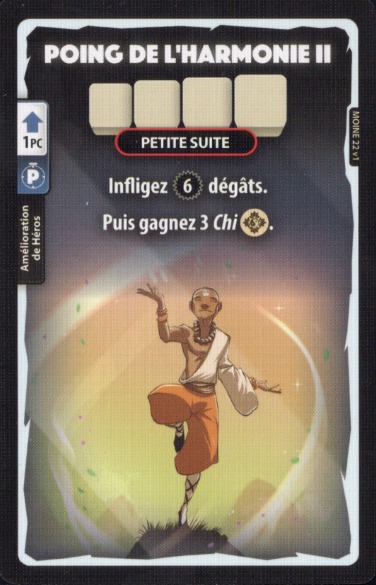 POING DE L'HARMONIE II
PETITE SUITE
1PC
P
Infligez 6 dégâts.
Puis gagnez 3 Chi 6.
Amélioration
de Héros
MOINE 22 v1